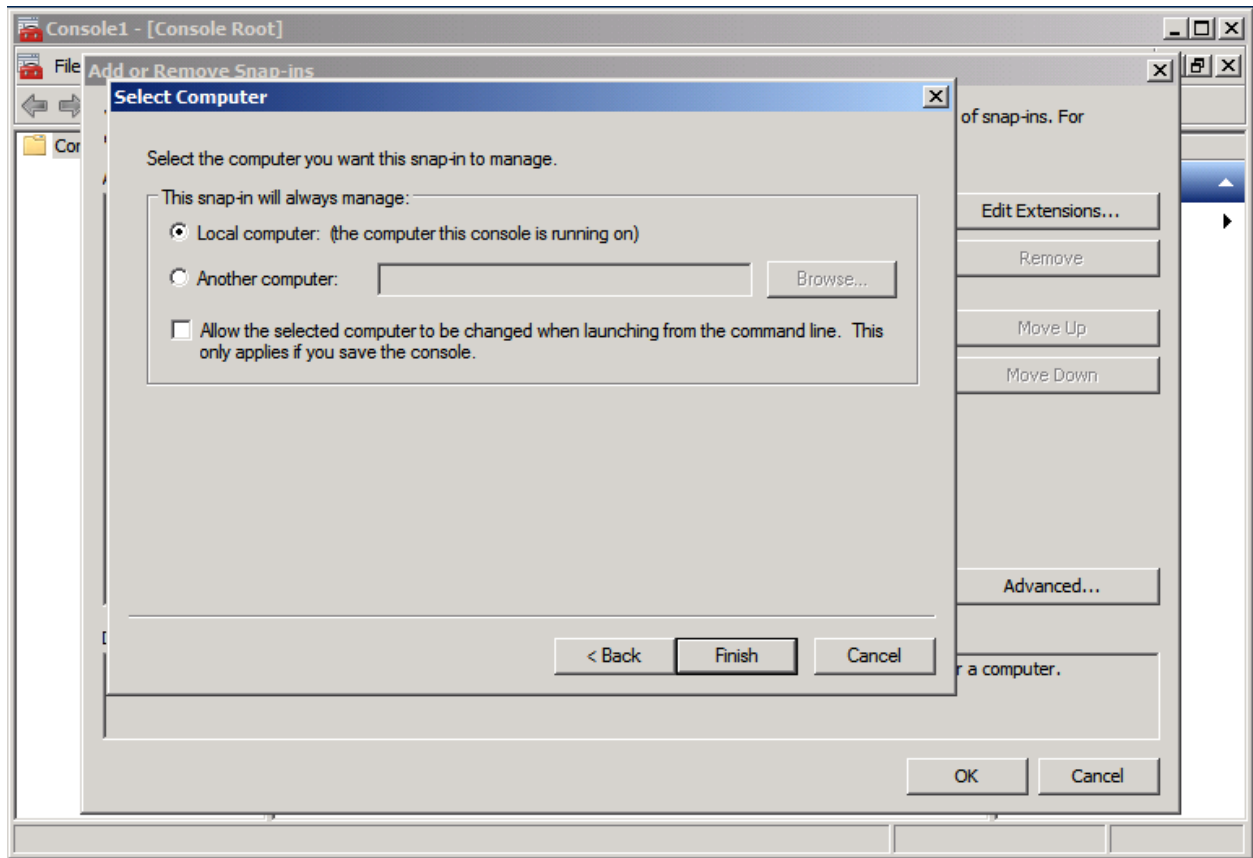 Console1 - [Console Root]
File
Add or Remove Snap-ins
Select Computer
of snap-ins. For
Select the computer you want this snap-in to manage.
This snap-in will always manage:
Local computer: (the computer this console is running on)
Another computer:
Browse...
Allow the selected computer to be changed when launching from the command line. This
only applies if you save the console.
Edit Extensions...
Remove
Move Up
Move Down
Advanced...
< Back
Finish
Cancel
a computer.
OK
Cancel